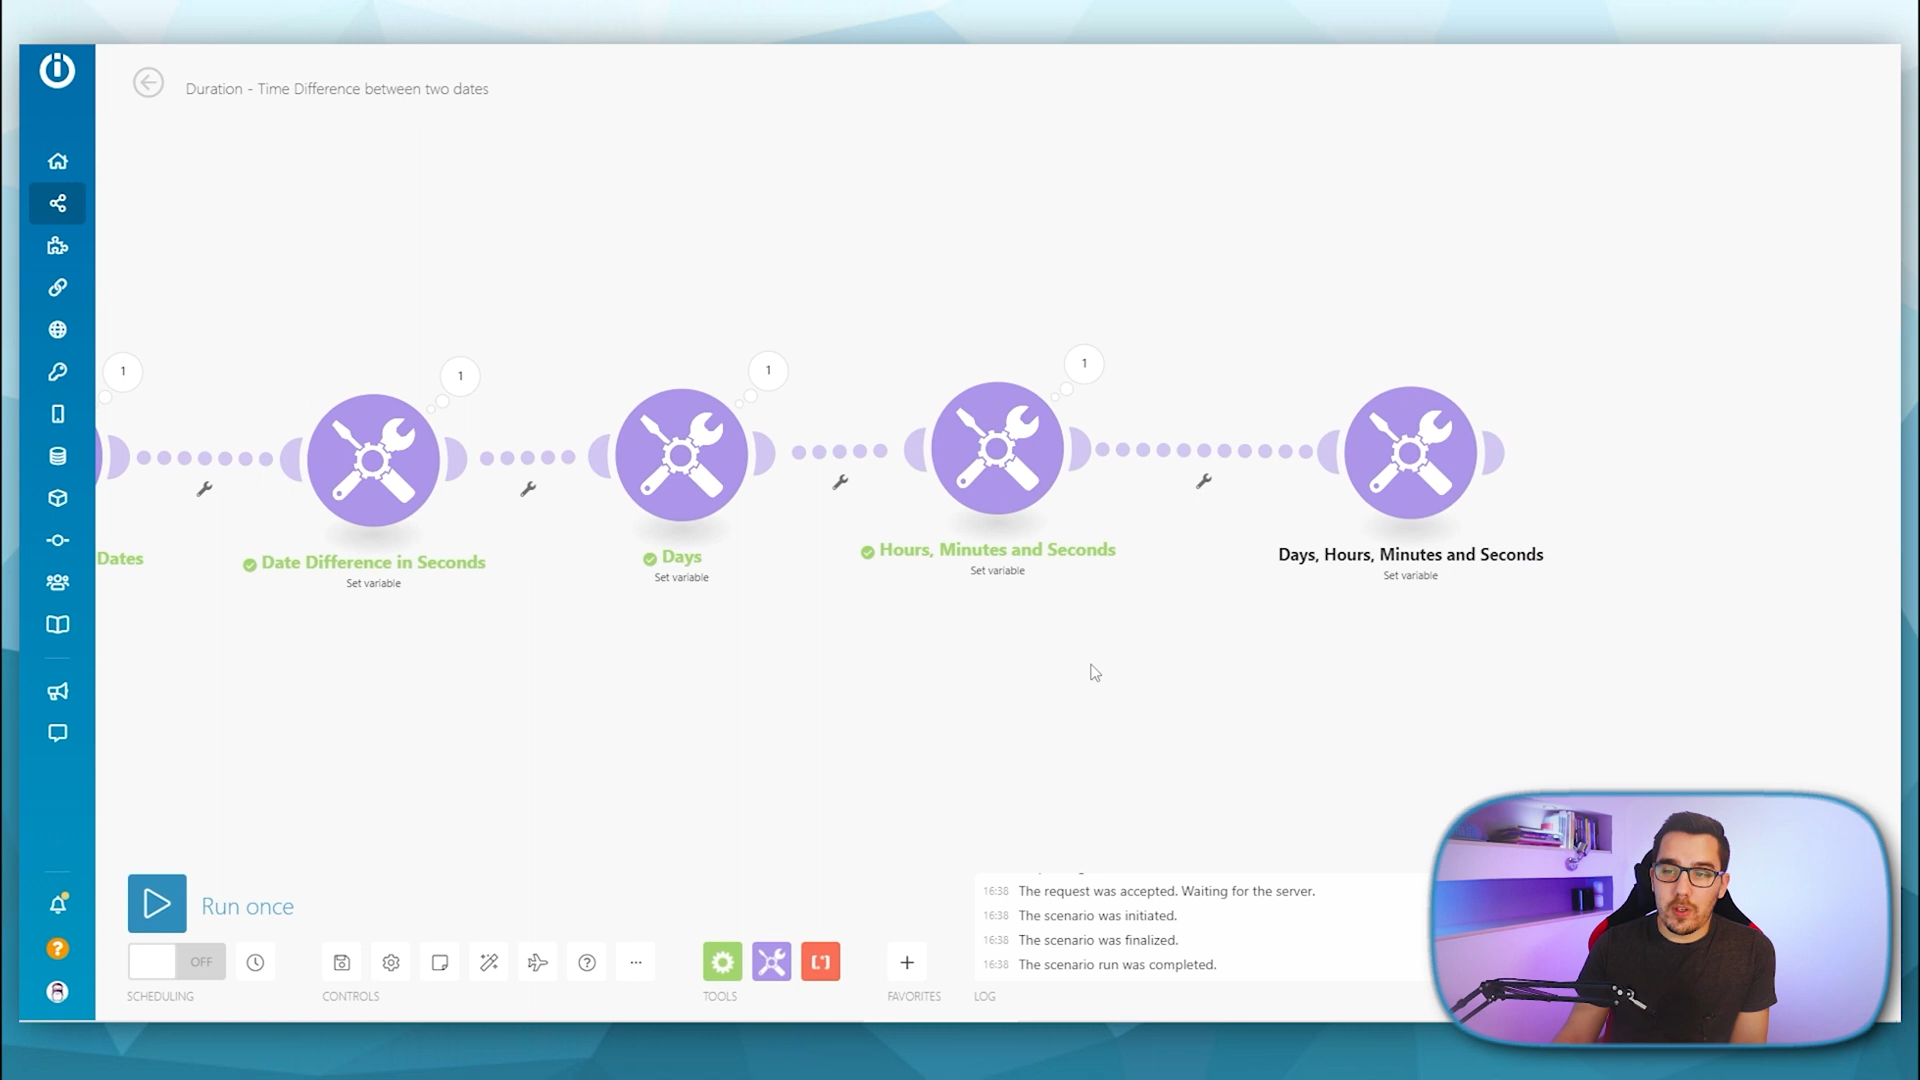 Duration - Time Difference between two dates
1
1
1
1
Dates
Date Difference in Seconds
Set variable
Days
Set variable
Hours, Minutes and Seconds
Set variable
Days, Hours, Minutes and Seconds
Set variable
Run once
OFF
SCHEDULING
CONTROLS
TOOLS
FAVORITES
16:38 The request was accepted. Waiting for the server.
16:38 The scenario was initiated.
16:38 The scenario was finalized.
16:38 The scenario run was completed.
LOG